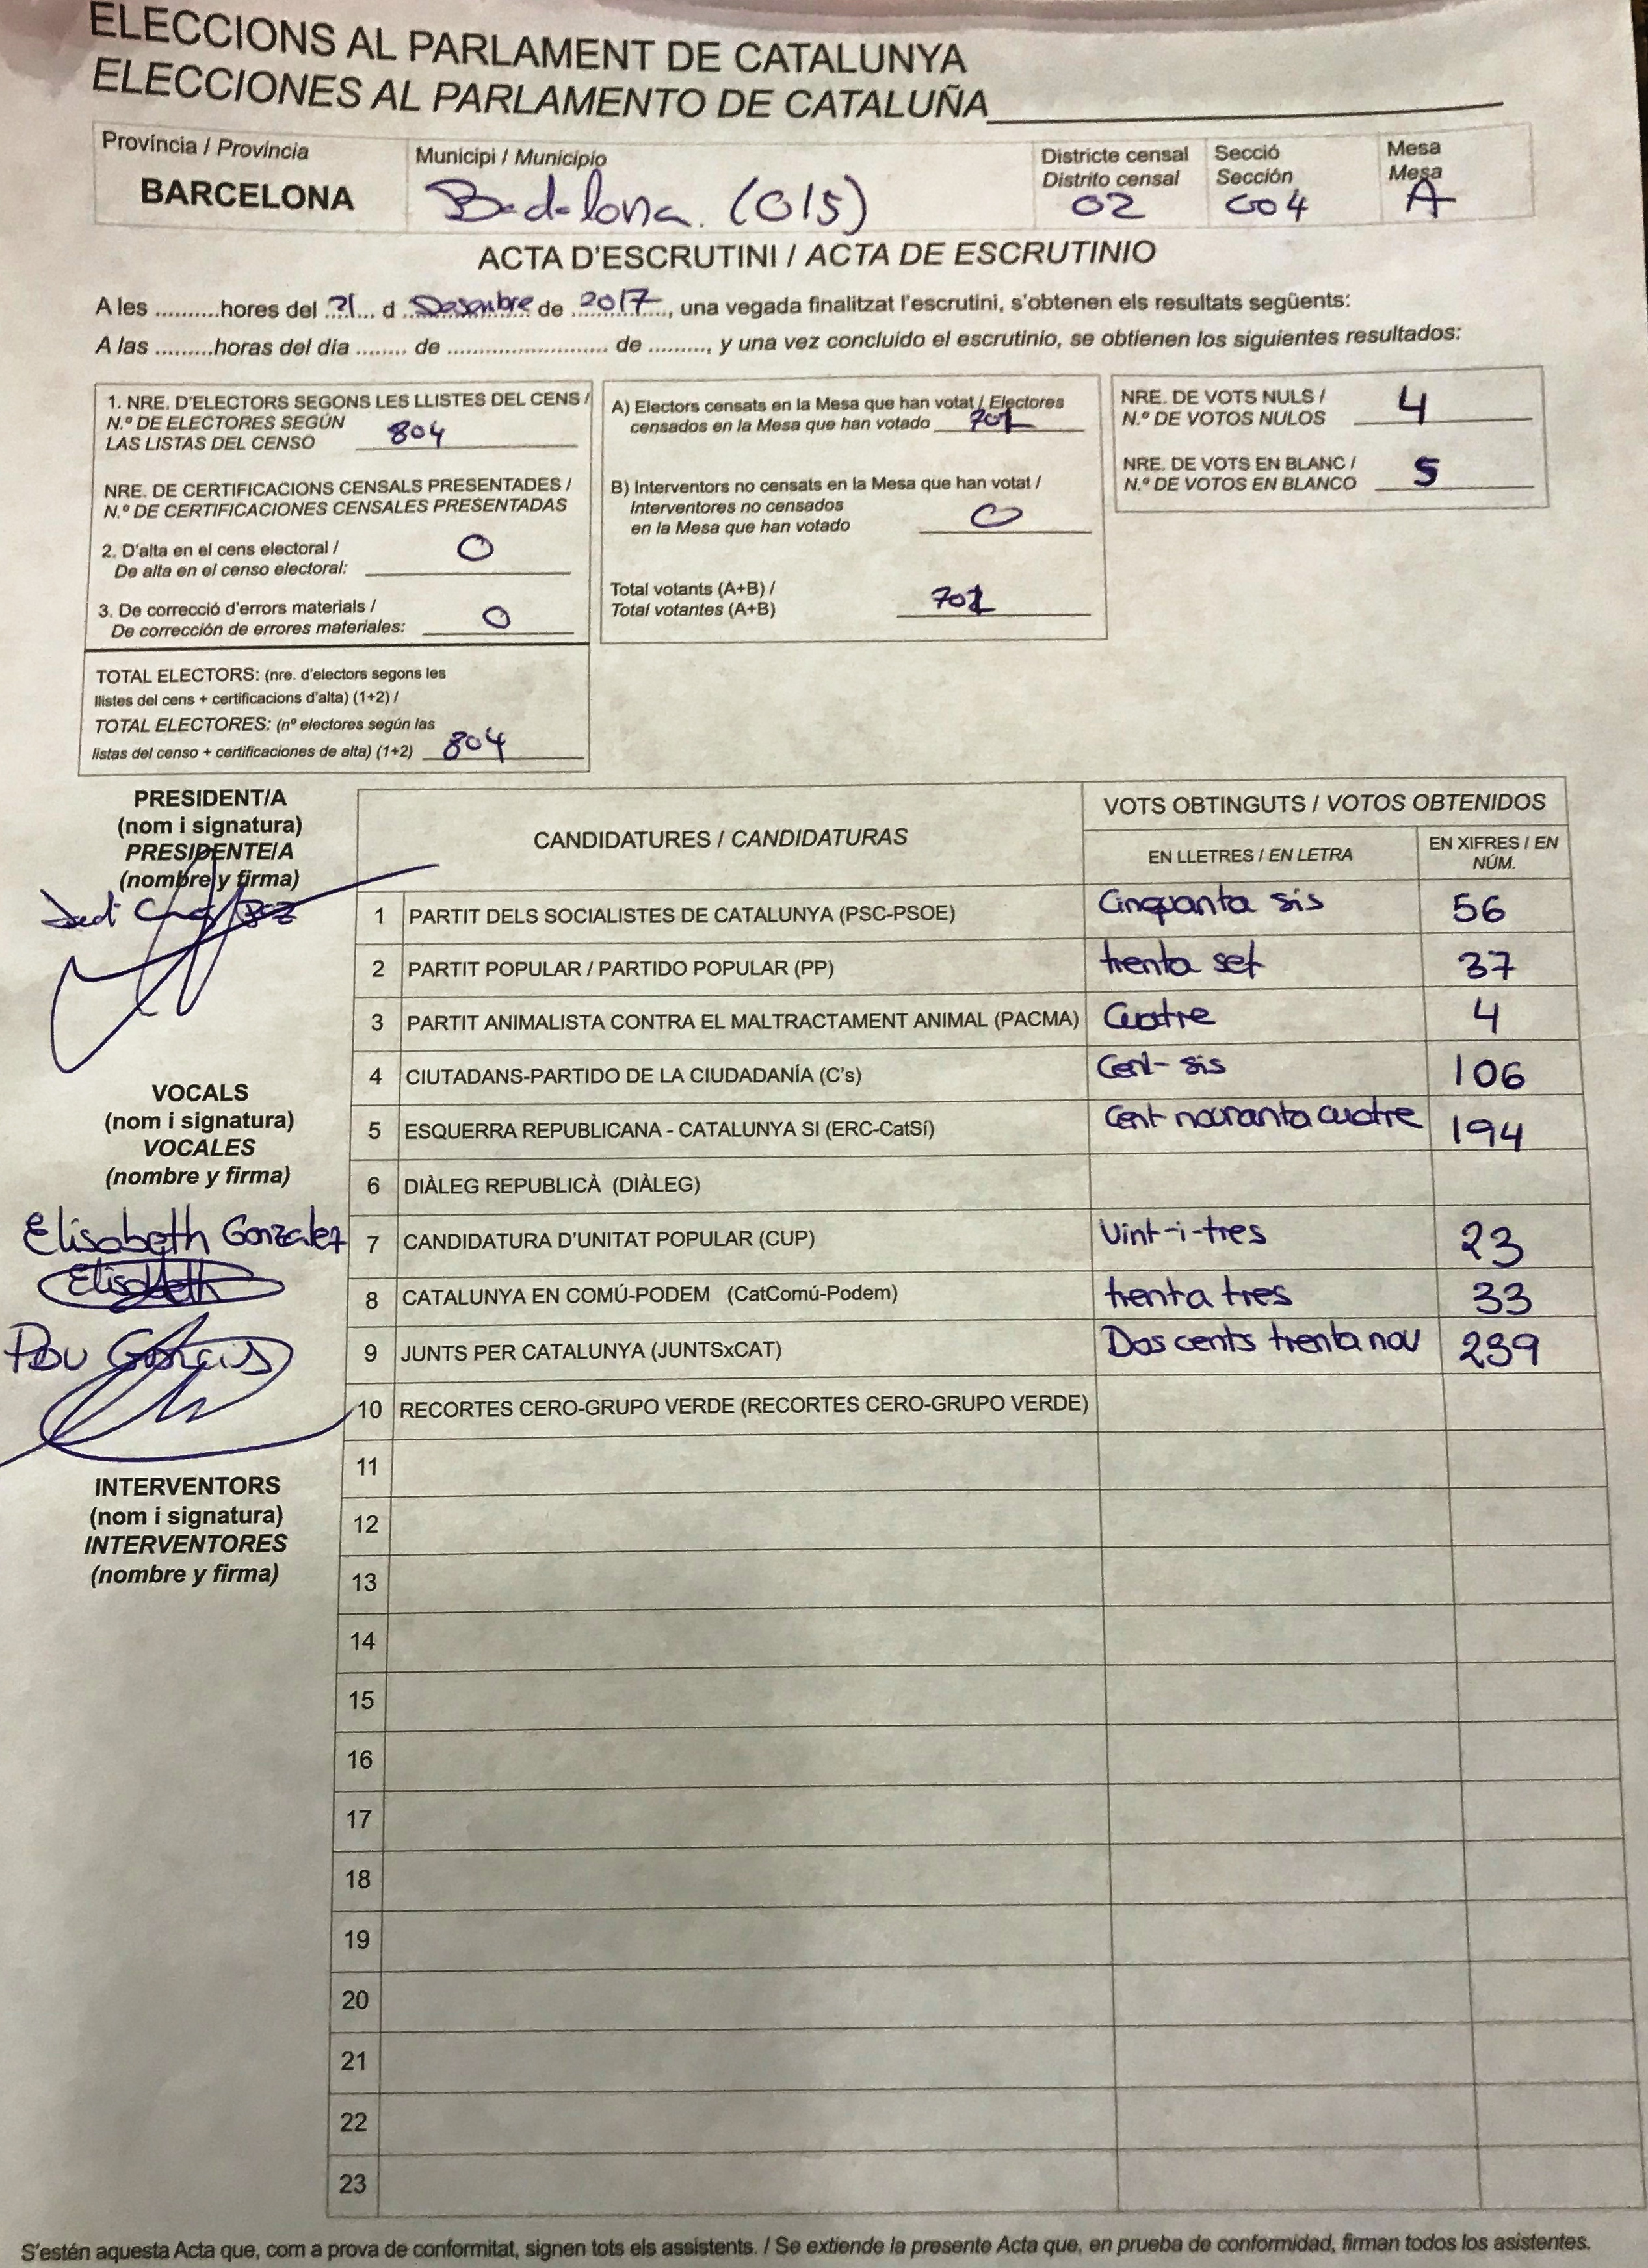 ELECCIONS AL PARLAMENT DE CATALUNYA
ELECCIONES AL PARLAMENTO DE CATALUÑA
Província / Provincia
BARCELONA
Municipi / Municipio
Badalona. (015)
Districte censal
Distrito censal
02
Secció
Sección
004
Mesa
Mesa
A
ACTA D'ESCRUTINI / ACTA DE ESCRUTINIO
A les ..........hores del .21.... d ..Desembre de ..2017...., una vegada finalitzat l'escrutini, s'obtenen els resultats següents:
A las .........horas del día ........ de ........................... de ........., y una vez concluido el escrutinio, se obtienen los siguientes resultados:
1. NRE. D'ELECTORS SEGONS LES LLISTES DEL CENS /
N.º DE ELECTORES SEGÚN
LAS LISTAS DEL CENSO 804
NRE. DE CERTIFICACIONS CENSALS PRESENTADES /
N.º DE CERTIFICACIONES CENSALES PRESENTADAS
2. D'alta en el cens electoral /
De alta en el censo electoral: 0
3. De correció d'errors materials /
De corrección de errores materiales: 0
TOTAL ELECTORS: (nre. d'electors segons les
llistes del cens + certificacions d'alta) (1+2) /
TOTAL ELECTORES: (nº electores según las
listas del censo + certificaciones de alta) (1+2) 804
A) Electors censats en la Mesa que han votat / Electores
censados en la Mesa que han votado 701
B) Interventors no censats en la Mesa que han votat /
Interventores no censados
en la Mesa que han votado 0
Total votants (A+B) /
Total votantes (A+B) 701
NRE. DE VOTS NULS /
N.º DE VOTOS NULOS 4
NRE. DE VOTS EN BLANC /
N.º DE VOTOS EN BLANCO 5
PRESIDENT/A
(nom i signatura)
PRESIDENTE/A
(nombre y firma)
VOCALS
(nom i signatura)
VOCALES
(nombre y firma)
Elisabeth Gonzalez
Elisabeth
Pau
INTERVENTORS
(nom i signatura)
INTERVENTORES
(nombre y firma)
CANDIDATURES / CANDIDATURAS
VOTS OBTINGUTS / VOTOS OBTENIDOS
EN LLETRES / EN LETRA
EN XIFRES / EN NÚM.
1 PARTIT DELS SOCIALISTES DE CATALUNYA (PSC-PSOE) Cinquanta sis 56
2 PARTIT POPULAR / PARTIDO POPULAR (PP) trenta set 37
3 PARTIT ANIMALISTA CONTRA EL MALTRACTAMENT ANIMAL (PACMA) Cuatre 4
4 CIUTADANS-PARTIDO DE LA CIUDADANÍA (C's) Cent-sis 106
5 ESQUERRA REPUBLICANA - CATALUNYA SI (ERC-CatSí) Cent noranta cuatre 194
6 DIÀLEG REPUBLICÀ (DIÀLEG)
7 CANDIDATURA D'UNITAT POPULAR (CUP) Vint-i-tres 23
8 CATALUNYA EN COMÚ-PODEM (CatComú-Podem) trenta tres 33
9 JUNTS PER CATALUNYA (JUNTSxCAT) Dos cents trenta nou 239
10 RECORTES CERO-GRUPO VERDE (RECORTES CERO-GRUPO VERDE)
11
12
13
14
15
16
17
18
19
20
21
22
23
S'estén aquesta Acta que, com a prova de conformitat, signen tots els assistents. / Se extiende la presente Acta que, en prueba de conformidad, firman todos los asistentes.